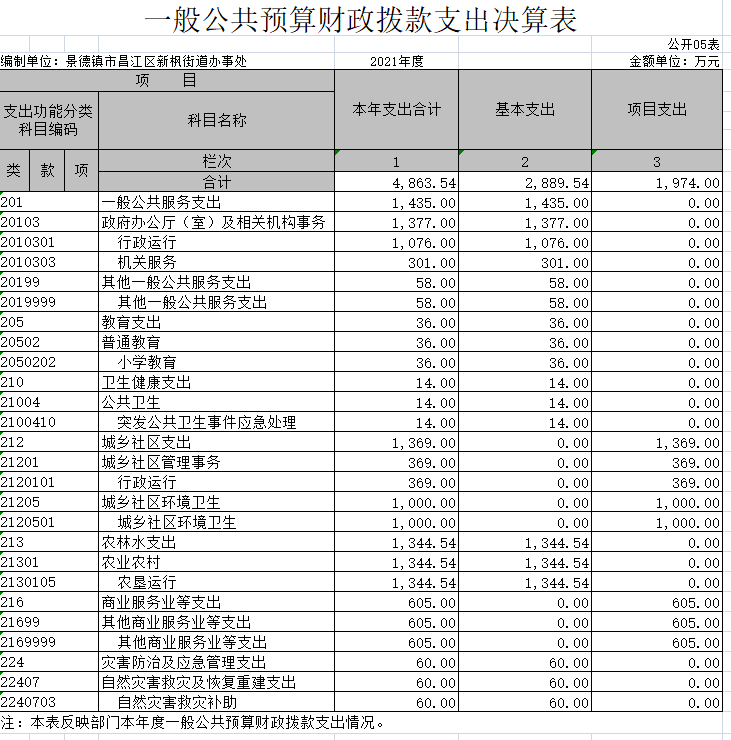 一般公共预算财政拨款支出决算表
公开05表
编制单位：景德镇市昌江区新枫街道办事处 2021年度 金额单位：万元
项 目 本年支出合计 基本支出 项目支出
支出功能分类科目编码 科目名称
类 款 项 栏次 1 2 3
合计 4,863.54 2,889.54 1,974.00
201 一般公共服务支出 1,435.00 1,435.00 0.00
20103 政府办公厅（室）及相关机构事务 1,377.00 1,377.00 0.00
2010301 行政运行 1,076.00 1,076.00 0.00
2010303 机关服务 301.00 301.00 0.00
20199 其他一般公共服务支出 58.00 58.00 0.00
2019999 其他一般公共服务支出 58.00 58.00 0.00
205 教育支出 36.00 36.00 0.00
20502 普通教育 36.00 36.00 0.00
2050202 小学教育 36.00 36.00 0.00
210 卫生健康支出 14.00 14.00 0.00
21004 公共卫生 14.00 14.00 0.00
2100410 突发公共卫生事件应急处理 14.00 14.00 0.00
212 城乡社区支出 1,369.00 0.00 1,369.00
21201 城乡社区管理事务 369.00 0.00 369.00
2120101 行政运行 369.00 0.00 369.00
21205 城乡社区环境卫生 1,000.00 0.00 1,000.00
2120501 城乡社区环境卫生 1,000.00 0.00 1,000.00
213 农林水支出 1,344.54 1,344.54 0.00
21301 农业农村 1,344.54 1,344.54 0.00
2130105 农垦运行 1,344.54 1,344.54 0.00
216 商业服务业等支出 605.00 0.00 605.00
21699 其他商业服务业等支出 605.00 0.00 605.00
2169999 其他商业服务业等支出 605.00 0.00 605.00
224 灾害防治及应急管理支出 60.00 60.00 0.00
22407 自然灾害救灾及恢复重建支出 60.00 60.00 0.00
2240703 自然灾害救灾补助 60.00 60.00 0.00
注：本表反映部门本年度一般公共预算财政拨款支出情况。